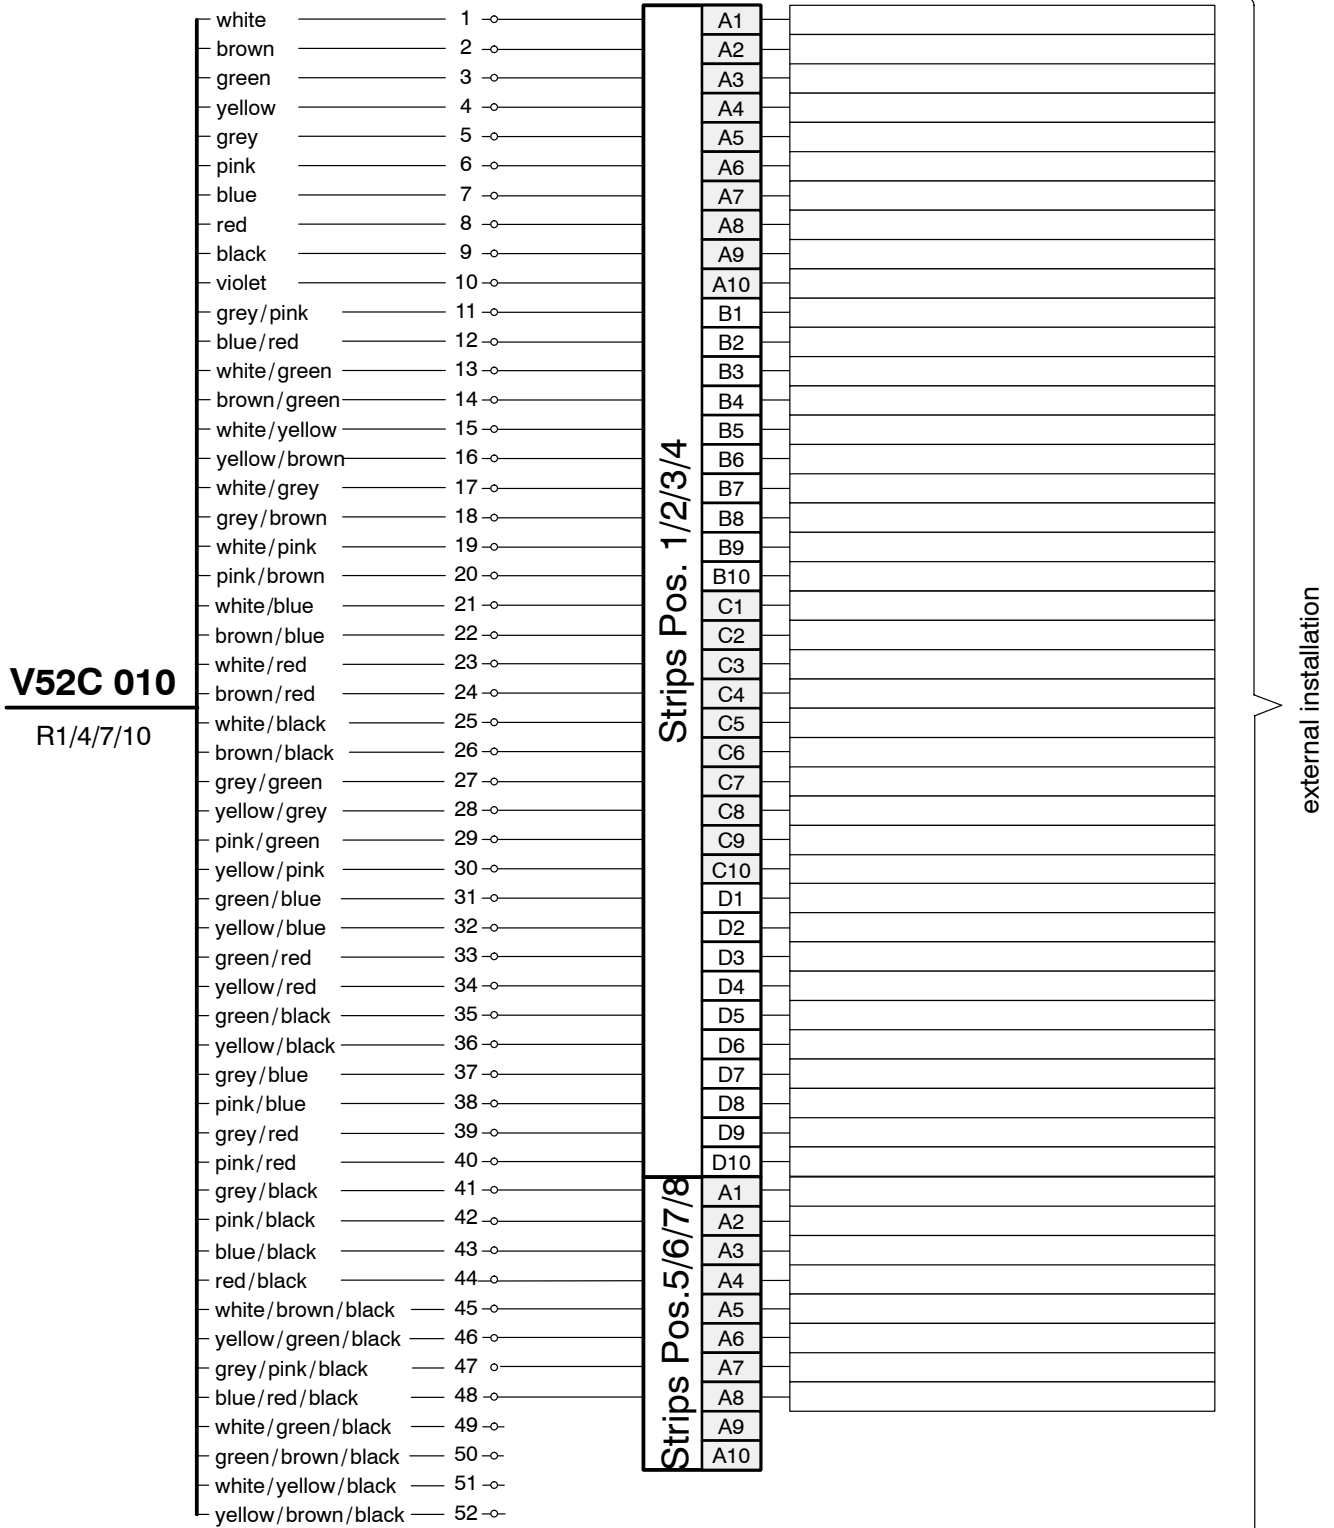 white 1 A1
brown 2 A2
green 3 A3
yellow 4 A4
grey 5 A5
pink 6 A6
blue 7 A7
red 8 A8
black 9 A9
violet 10 A10
grey/pink 11 B1
blue/red 12 B2
white/green 13 B3
brown/green 14 B4
white/yellow 15 B5
yellow/brown 16 B6
white/grey 17 B7
grey/brown 18 B8
white/pink 19 B9
pink/brown 20 B10
white/blue 21 C1
brown/blue 22 C2
white/red 23 C3
brown/red 24 C4
white/black 25 C5
brown/black 26 C6
grey/green 27 C7
yellow/grey 28 C8
pink/green 29 C9
yellow/pink 30 C10
green/blue 31 D1
yellow/blue 32 D2
green/red 33 D3
yellow/red 34 D4
green/black 35 D5
yellow/black 36 D6
grey/blue 37 D7
pink/blue 38 D8
grey/red 39 D9
pink/red 40 D10
grey/black 41 A1
pink/black 42 A2
blue/black 43 A3
red/black 44 A4
white/brown/black 45 A5
yellow/green/black 46 A6
grey/pink/black 47 A7
blue/red/black 48 A8
white/green/black 49 A9
green/brown/black 50 A10
white/yellow/black 51
yellow/brown/black 52
V52C 010
R1/4/7/10
Strips Pos. 1/2/3/4
Strips Pos.5/6/7/8
external installation